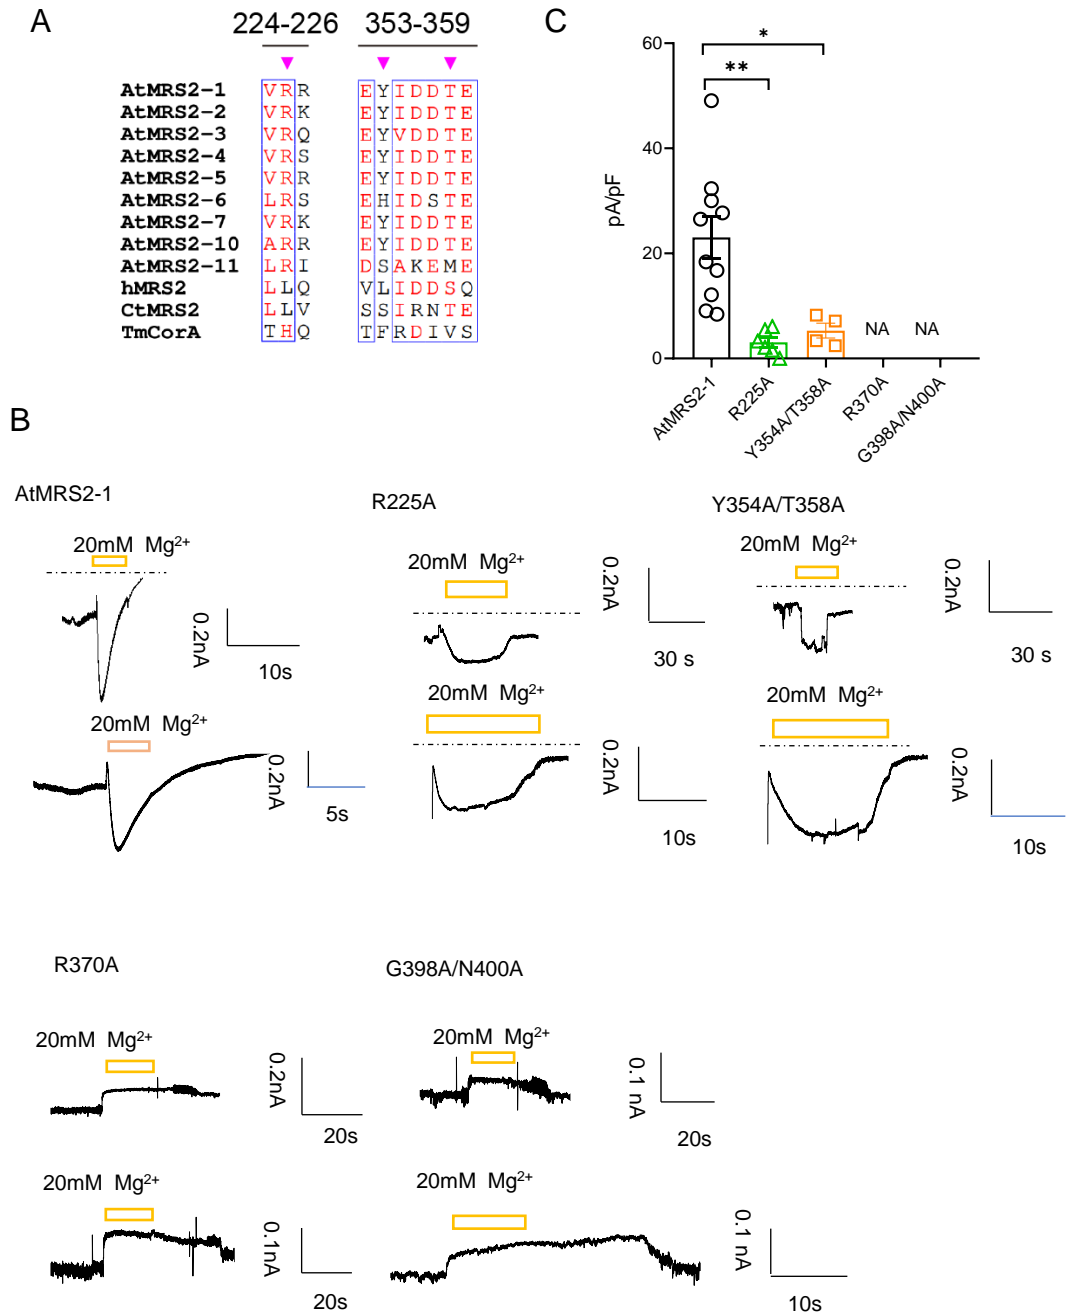 A
224-226 353-359
AtMRS2-1 VRR EYIDDTE
AtMRS2-2 VRK EYIDDTE
AtMRS2-3 VRQ EYVDDTE
AtMRS2-4 VRS EYIDDTE
AtMRS2-5 VRR EYIDDTE
AtMRS2-6 LRS EHIDSTE
AtMRS2-7 VRK EYIDDTE
AtMRS2-10 ARR EYIDDTE
AtMRS2-11 LRI DSAKEME
hMRS2 LLQ VLIDDSQ
CtMRS2 LLV SSIRNTE
TmCorA THQ TFRDIVS
C
60
40
20
0
pA/pF
*
**
NA NA
AtMRS2-1
R225A
Y354A/T358A
R370A
G398A/N400A
B
AtMRS2-1
20mM Mg²⁺
0.2nA
10s
20mM Mg²⁺
0.2nA
5s
R225A
20mM Mg²⁺
0.2nA
30 s
20mM Mg²⁺
0.2nA
10s
Y354A/T358A
20mM Mg²⁺
0.2nA
30 s
20mM Mg²⁺
0.2nA
10s
R370A
20mM Mg²⁺
0.2nA
20s
20mM Mg²⁺
0.1nA
20s
G398A/N400A
20mM Mg²⁺
0.1 nA
20s
20mM Mg²⁺
0.1 nA
10s